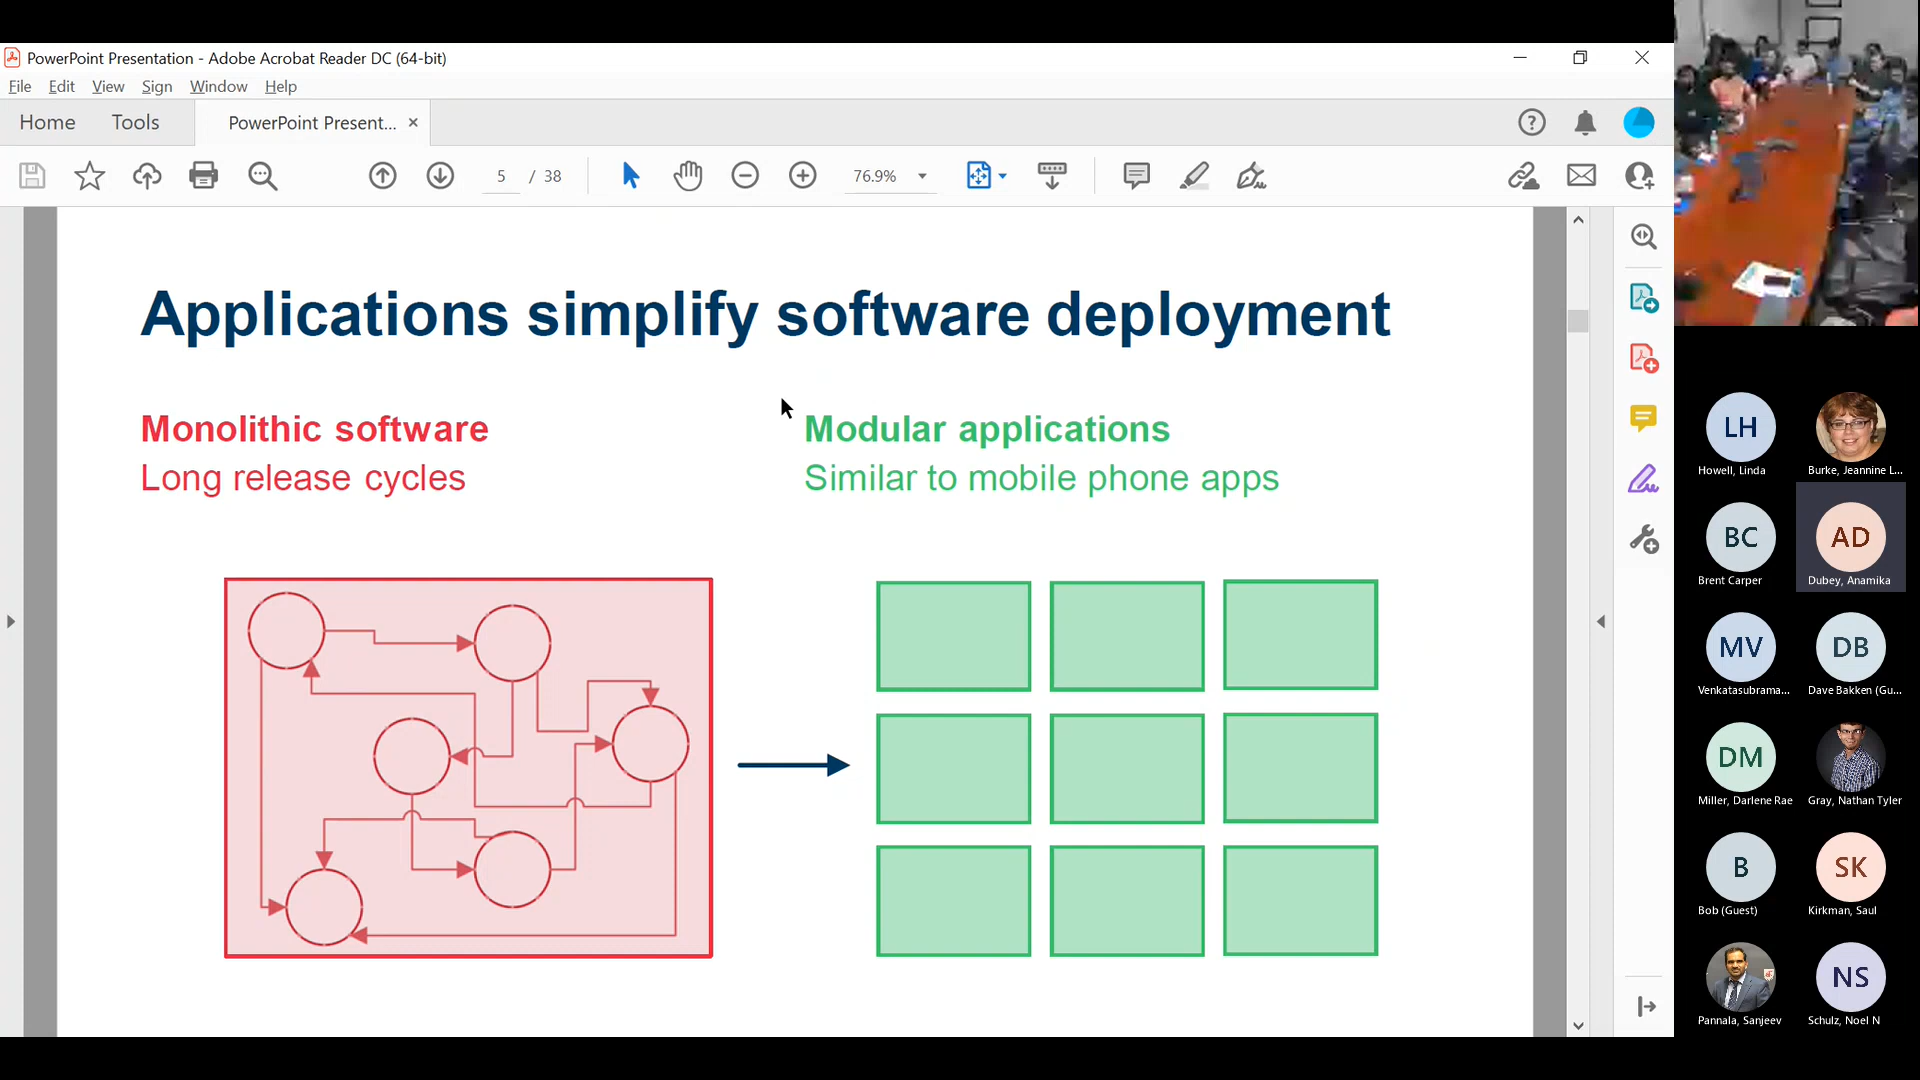 PowerPoint Presentation - Adobe Acrobat Reader DC (64-bit)
File Edit View Sign Window Help
Home Tools PowerPoint Present... ×
5 / 38 76.9%
Applications simplify software deployment
Monolithic software
Long release cycles
Modular applications
Similar to mobile phone apps
LH
Howell, Linda
Burke, Jeannine L...
BC
Brent Carper
AD
Dubey, Anamika
MV
Venkatasubrama...
DB
Dave Bakken (Gu...
DM
Miller, Darlene Rae
Gray, Nathan Tyler
B
Bob (Guest)
SK
Kirkman, Saul
Pannala, Sanjeev
NS
Schulz, Noel N